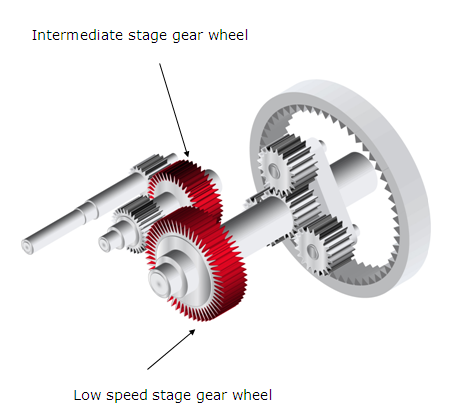 Intermediate stage gear wheel
Low speed stage gear wheel